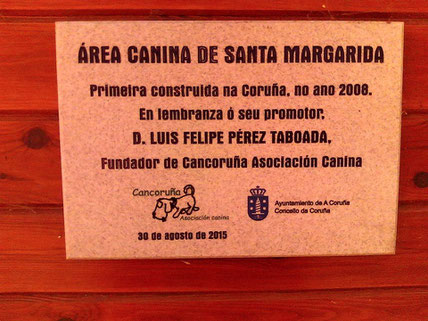 ÁREA CANINA DE SANTA MARGARIDA
Primeira construida na Coruña, no ano 2008.
En lembranza ó seu promotor,
D. LUIS FELIPE PÉREZ TABOADA,
Fundador de Cancoruña Asociación Canina
Cancoruña
Asociación canina
Ayuntamiento de A Coruña
Concello da Coruña
30 de agosto de 2015